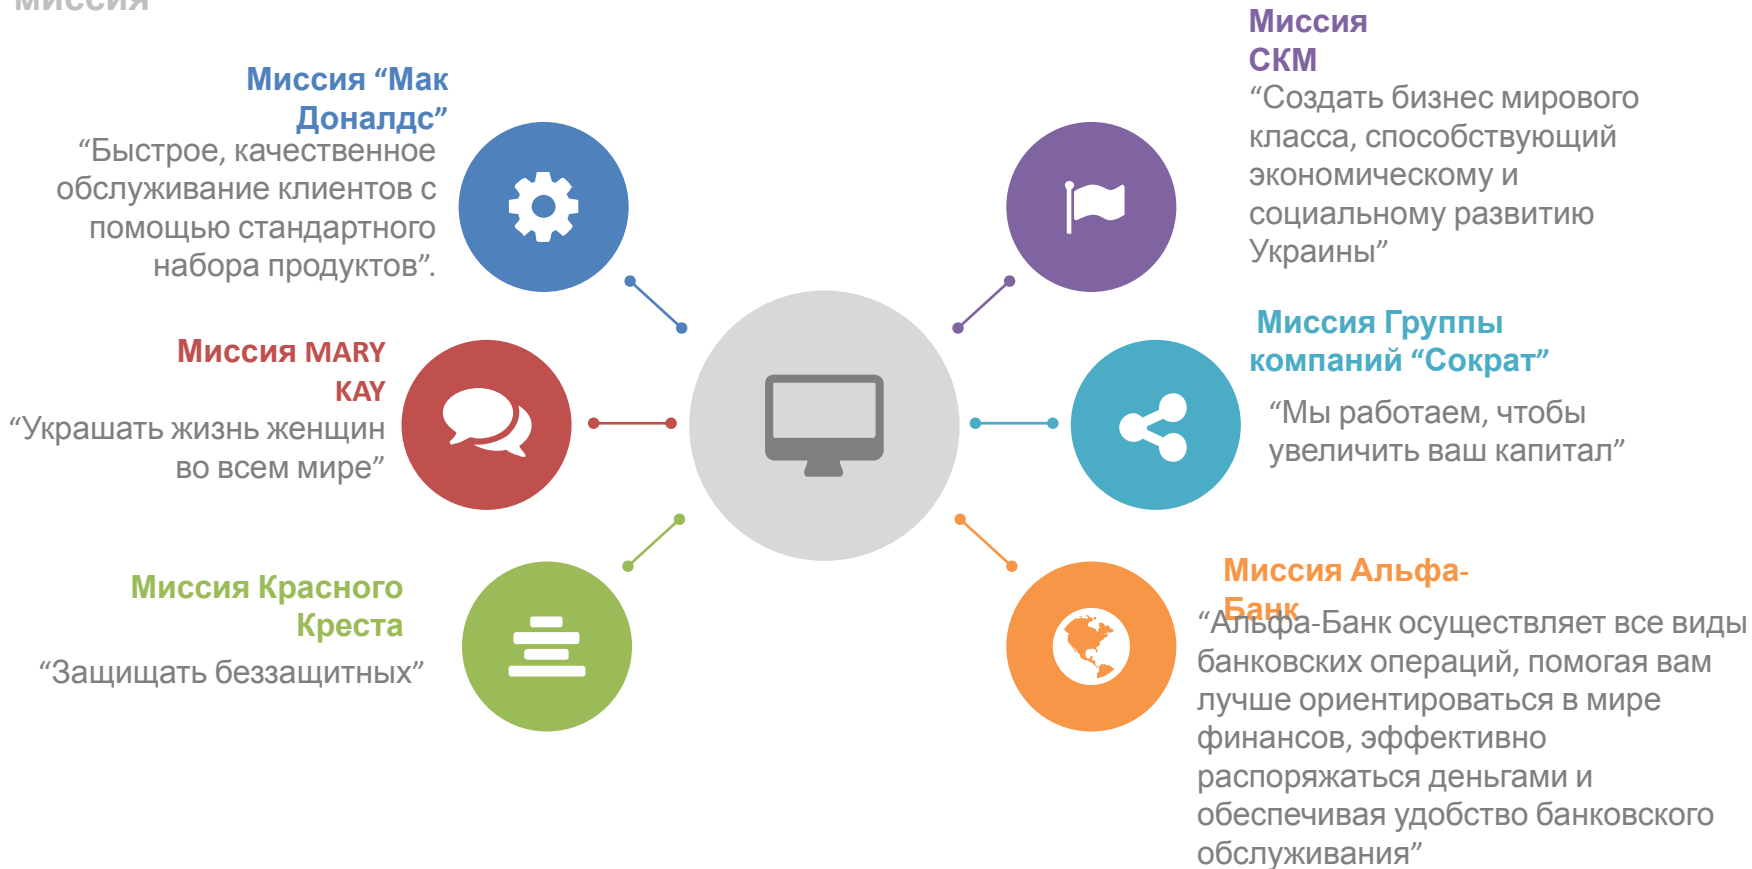 миссия
Миссия “Мак
Доналдс”
“Быстрое, качественное
обслуживание клиентов с
помощью стандартного
набора продуктов”.
Миссия MARY
KAY
“Украшать жизнь женщин
во всем мире”
Миссия Красного
Креста
“Защищать беззащитных”
Миссия
СКМ
“Создать бизнес мирового
класса, способствующий
экономическому и
социальному развитию
Украины”
Миссия Группы
компаний “Сократ”
“Мы работаем, чтобы
увеличить ваш капитал”
Миссия Альфа-
Банк
“Альфа-Банк осуществляет все виды
банковских операций, помогая вам
лучше ориентироваться в мире
финансов, эффективно
распоряжаться деньгами и
обеспечивая удобство банковского
обслуживания”